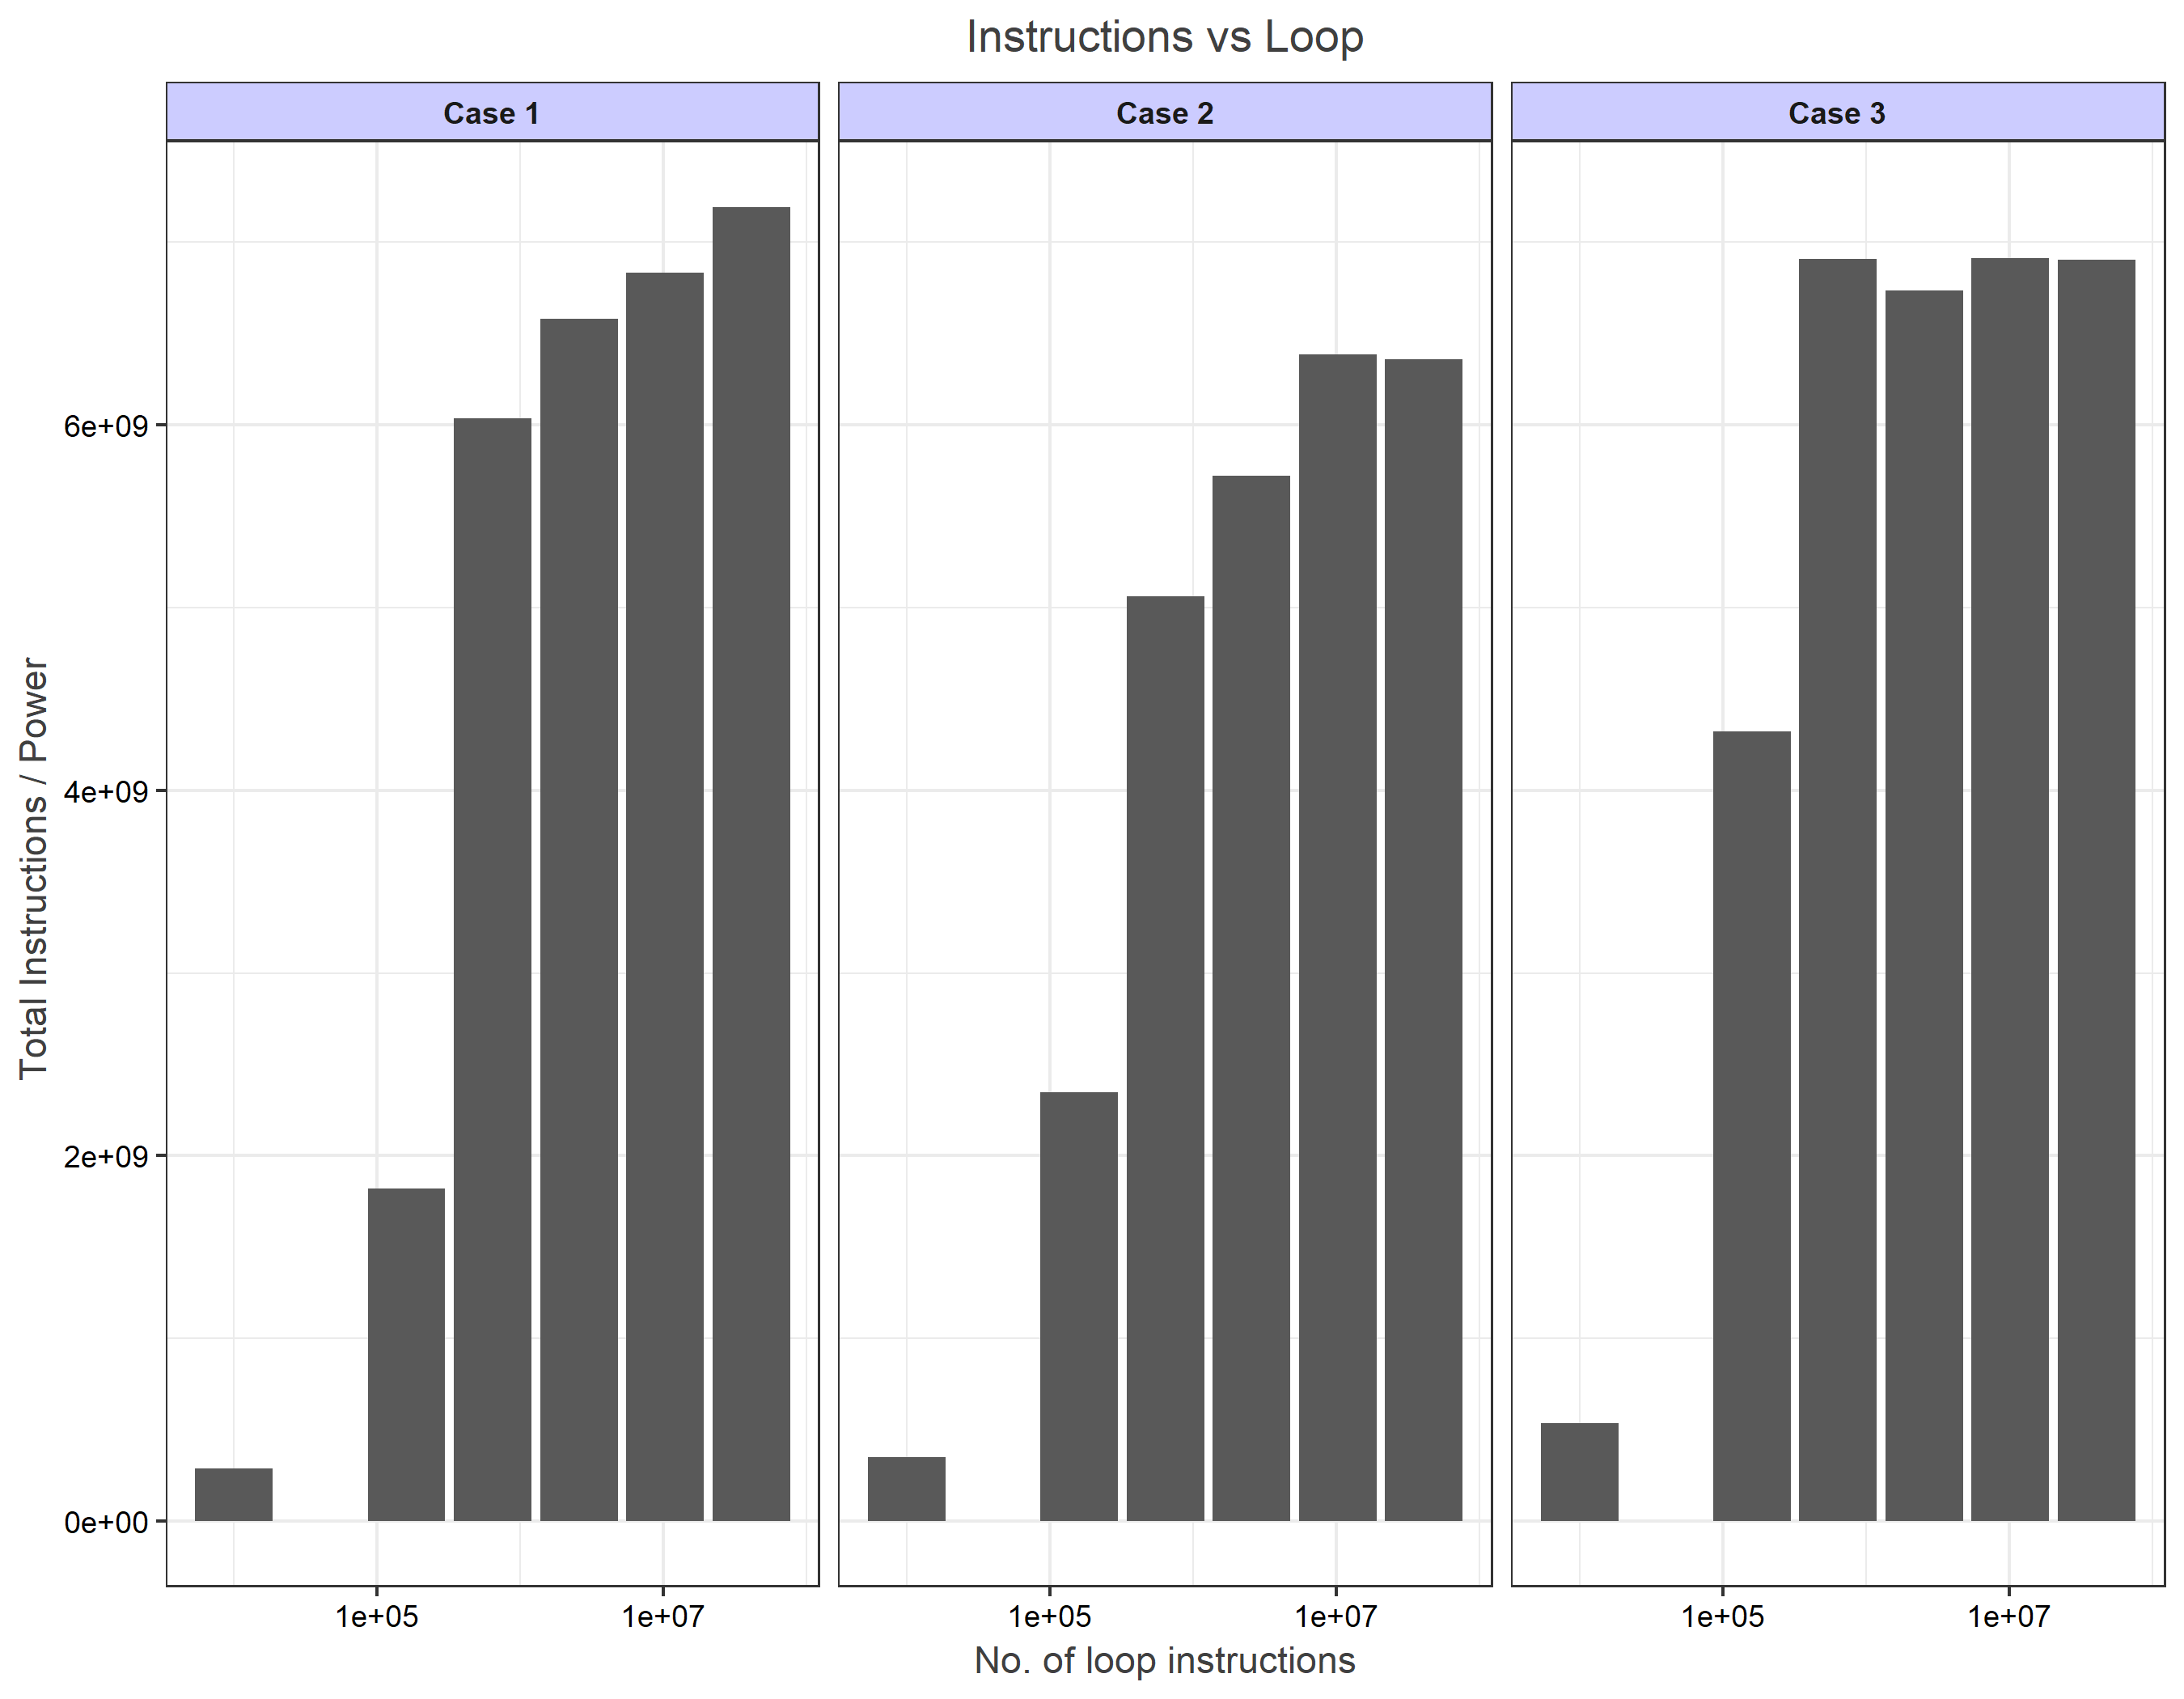 Instructions vs Loop
Case 1
Case 2
Case 3
Total Instructions / Power
6e+09
4e+09
2e+09
0e+00
1e+05
1e+07
1e+05
1e+07
1e+05
1e+07
No. of loop instructions